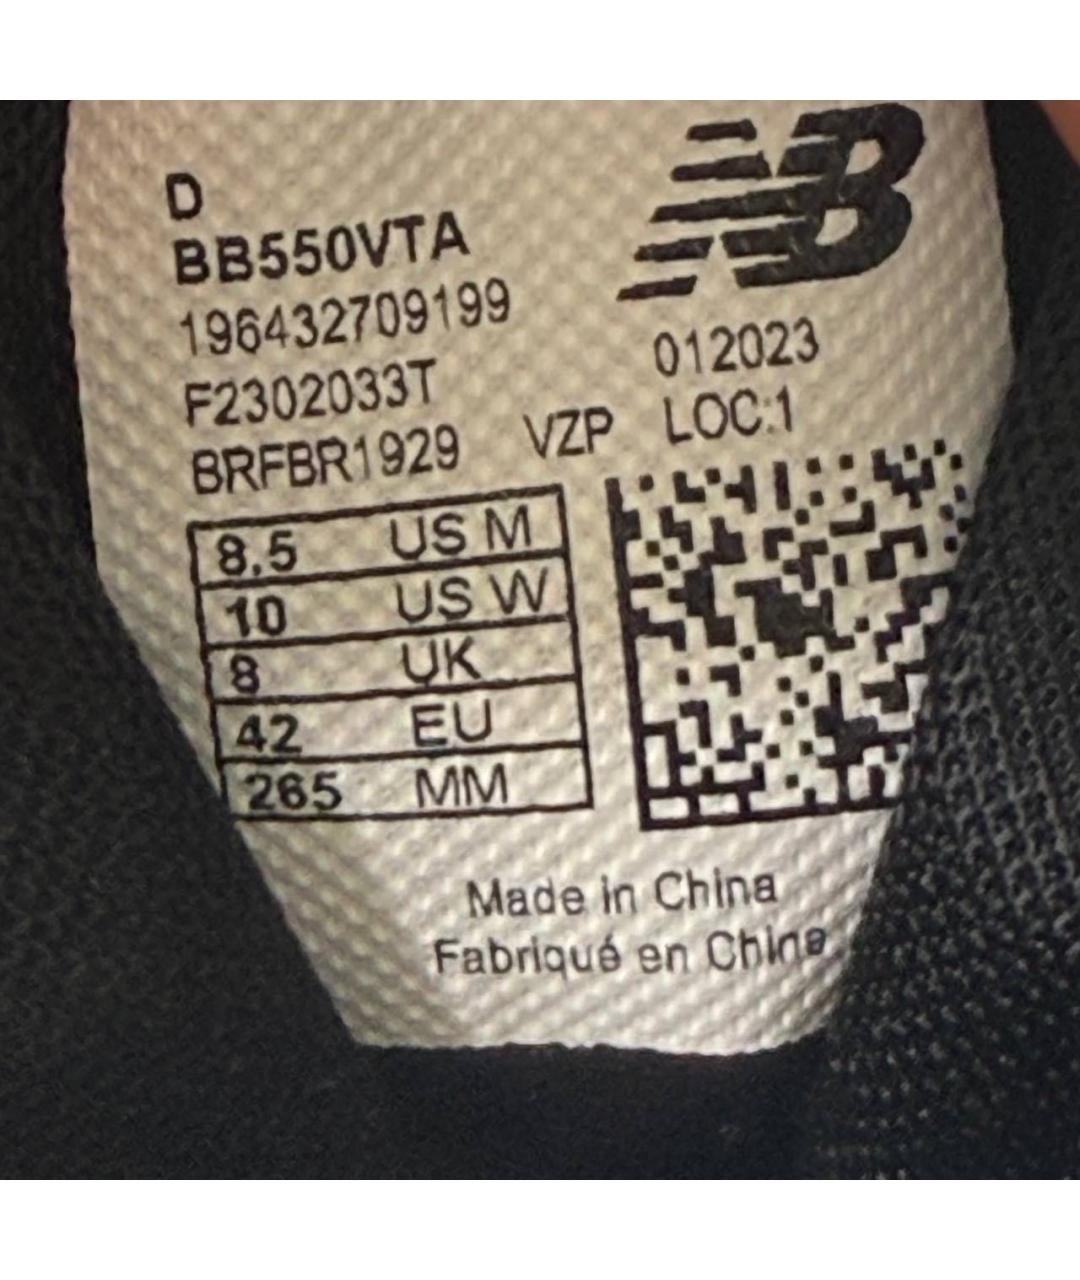 NB
D
BB550VTA
196432709199
F2302033T
BRFBR1929
VZP
012023
LOC:1
8.5 US M
10 US W
8 UK
42 EU
265 MM
Made in China
Fabriqué en Chine